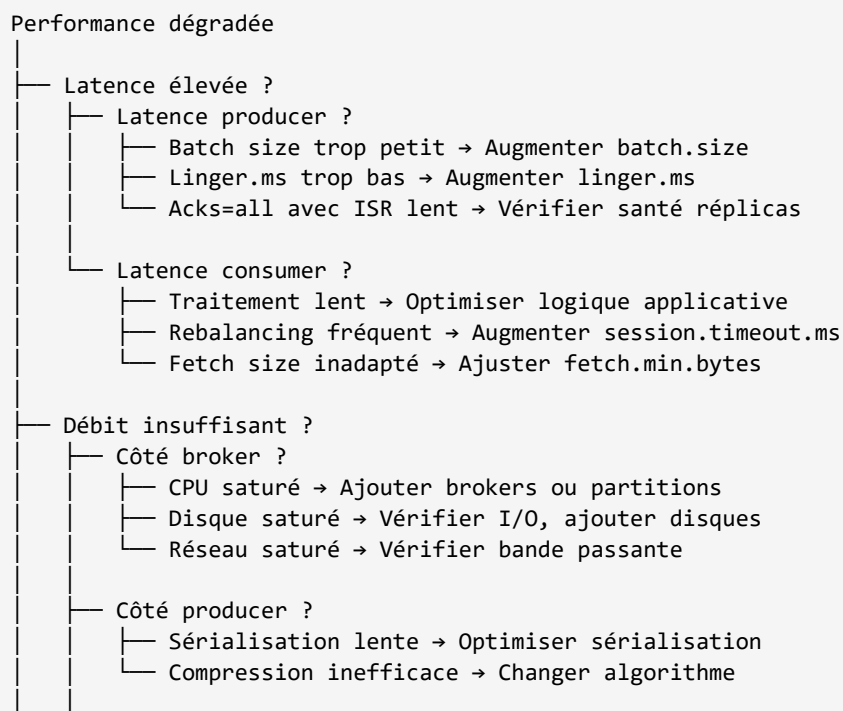 Performance dégradée
│
├── Latence élevée ?
│   ├── Latence producer ?
│   │   ├── Batch size trop petit → Augmenter batch.size
│   │   ├── Linger.ms trop bas → Augmenter linger.ms
│   │   └── Acks=all avec ISR lent → Vérifier santé réplicas
│   │
│   └── Latence consumer ?
│       ├── Traitement lent → Optimiser logique applicative
│       ├── Rebalancing fréquent → Augmenter session.timeout.ms
│       └── Fetch size inadapté → Ajuster fetch.min.bytes
│
├── Débit insuffisant ?
│   ├── Côté broker ?
│   │   ├── CPU saturé → Ajouter brokers ou partitions
│   │   ├── Disque saturé → Vérifier I/O, ajouter disques
│   │   └── Réseau saturé → Vérifier bande passante
│   │
│   ├── Côté producer ?
│   │   ├── Sérialisation lente → Optimiser sérialisation
│   │   └── Compression inefficace → Changer algorithme
│   │